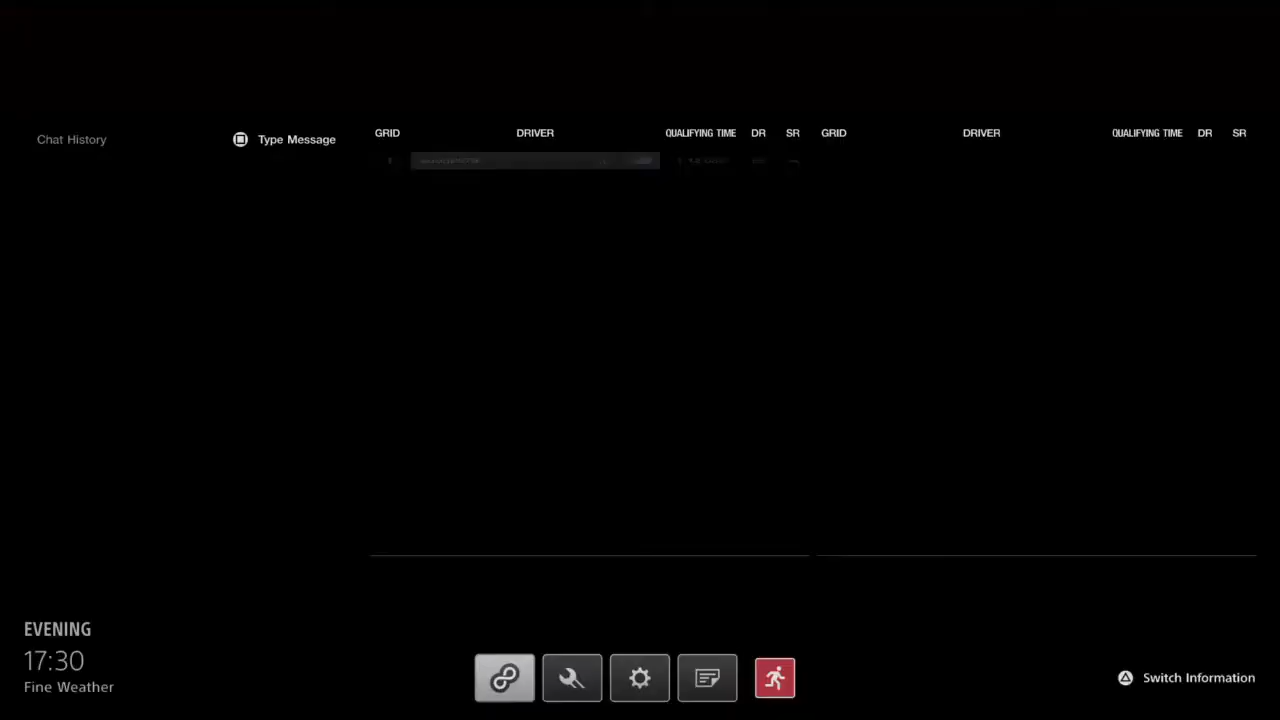 Chat History
Type Message
GRID DRIVER QUALIFYING TIME DR SR GRID DRIVER QUALIFYING TIME DR SR
EVENING
17:30
Fine Weather
Switch Information